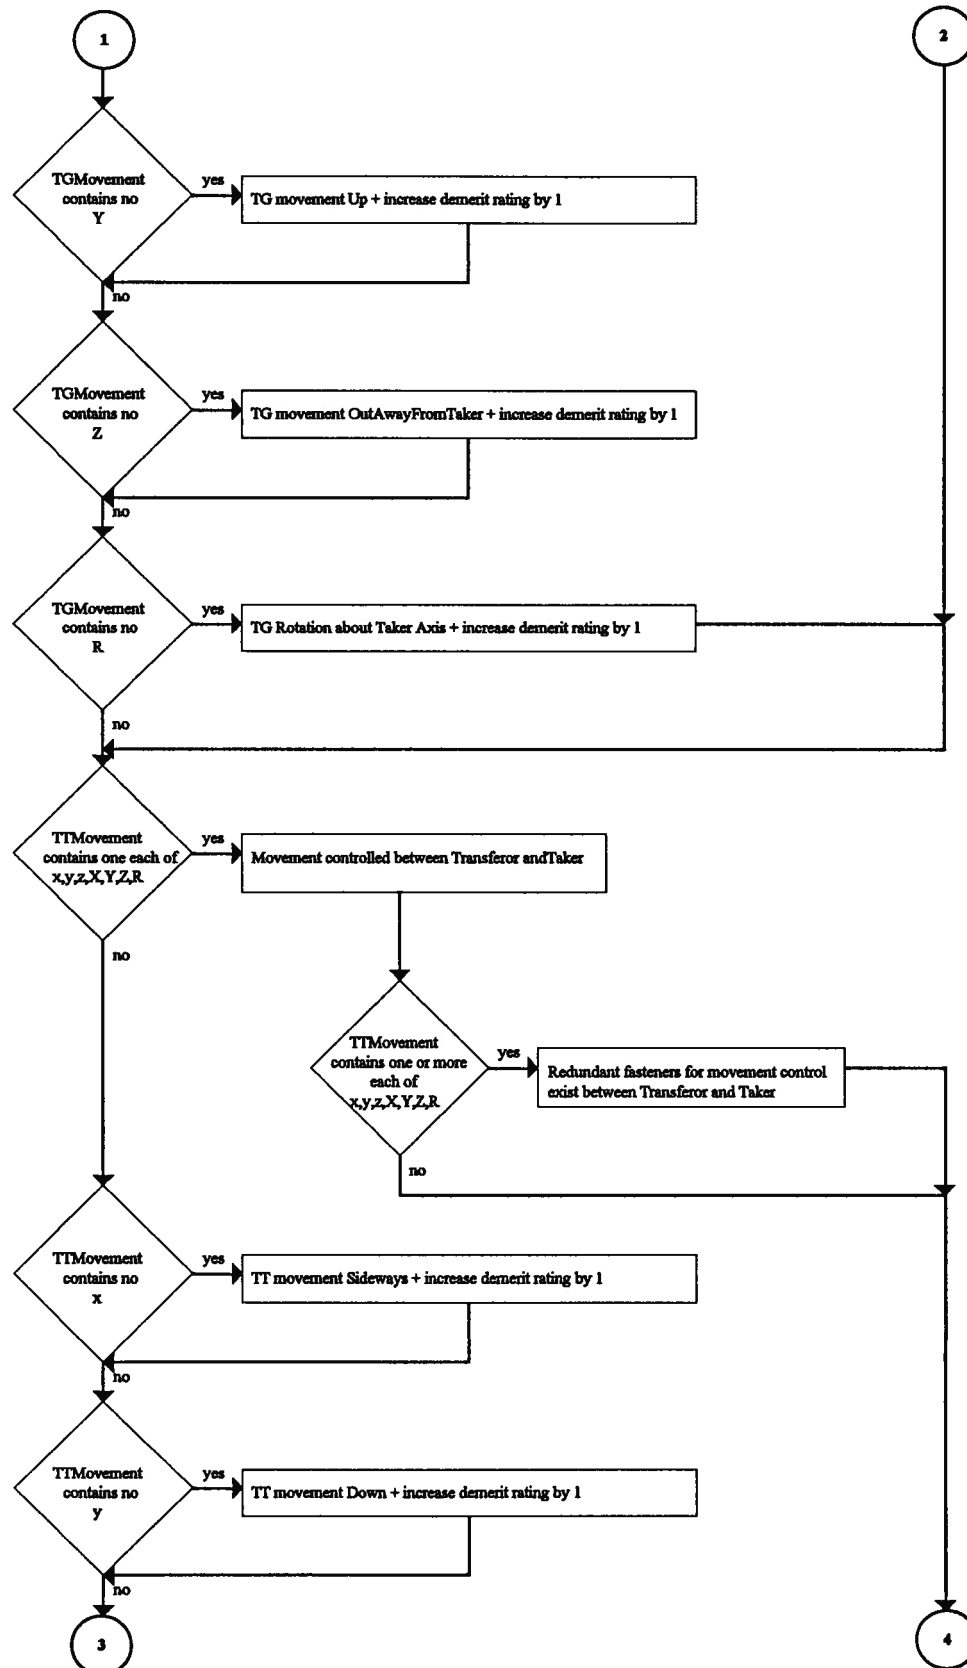 1
2
TGMovement
contains no
Y
yes
TG movement Up + increase demerit rating by 1
no
TGMovement
contains no
Z
yes
TG movement OutAwayFromTaker + increase demerit rating by 1
no
TGMovement
contains no
R
yes
TG Rotation about Taker Axis + increase demerit rating by 1
no
TTMovement
contains one each of
x,y,z,X,Y,Z,R
yes
Movement controlled between Transferor andTaker
no
TTMovement
contains one or more
each of
x,y,z,X,Y,Z,R
yes
Redundant fasteners for movement control
exist between Transferor and Taker
no
TTMovement
contains no
x
yes
TT movement Sideways + increase demerit rating by 1
no
TTMovement
contains no
y
yes
TT movement Down + increase demerit rating by 1
no
3
4